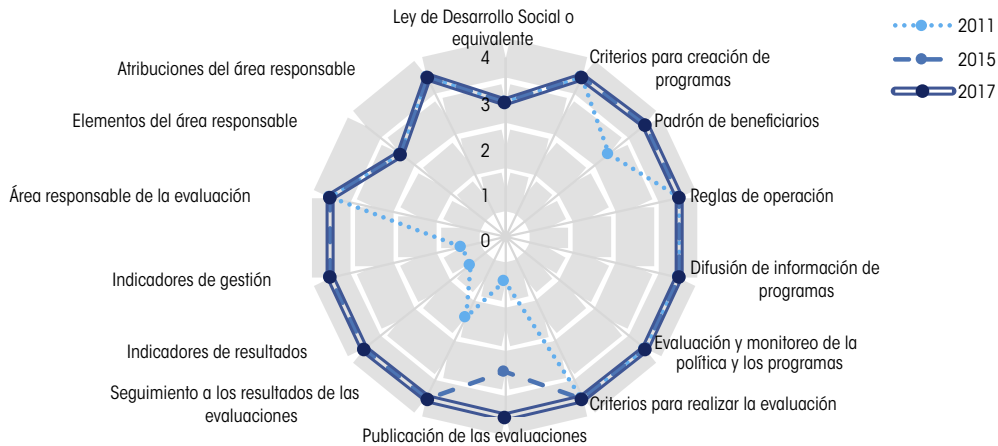 Ley de Desarrollo Social o
equivalente
Criterios para creación de
programas
Padrón de beneficiarios
Reglas de operación
Difusión de información de
programas
Evaluación y monitoreo de la
política y los programas
Criterios para realizar la evaluación
Publicación de las evaluaciones
Seguimiento a los resultados de las
evaluaciones
Indicadores de resultados
Indicadores de gestión
Área responsable de la evaluación
Elementos del área responsable
Atribuciones del área responsable
4
3
2
1
0
2011
2015
2017